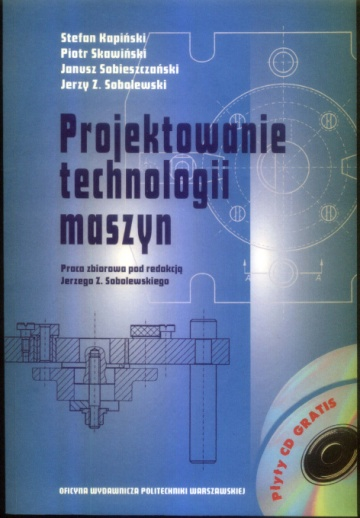 Stefan Kapiński
Piotr Skawiński
Janusz Sobieszczański
Jerzy Z. Sobolewski
Projektowanie
technologii
maszyn
Praca zbiorowa pod redakcją
Jerzego Z. Sobolewskiego
Płyty CD GRATIS
OFICYNA WYDAWNICZA POLITECHNIKI WARSZAWSKIEJ